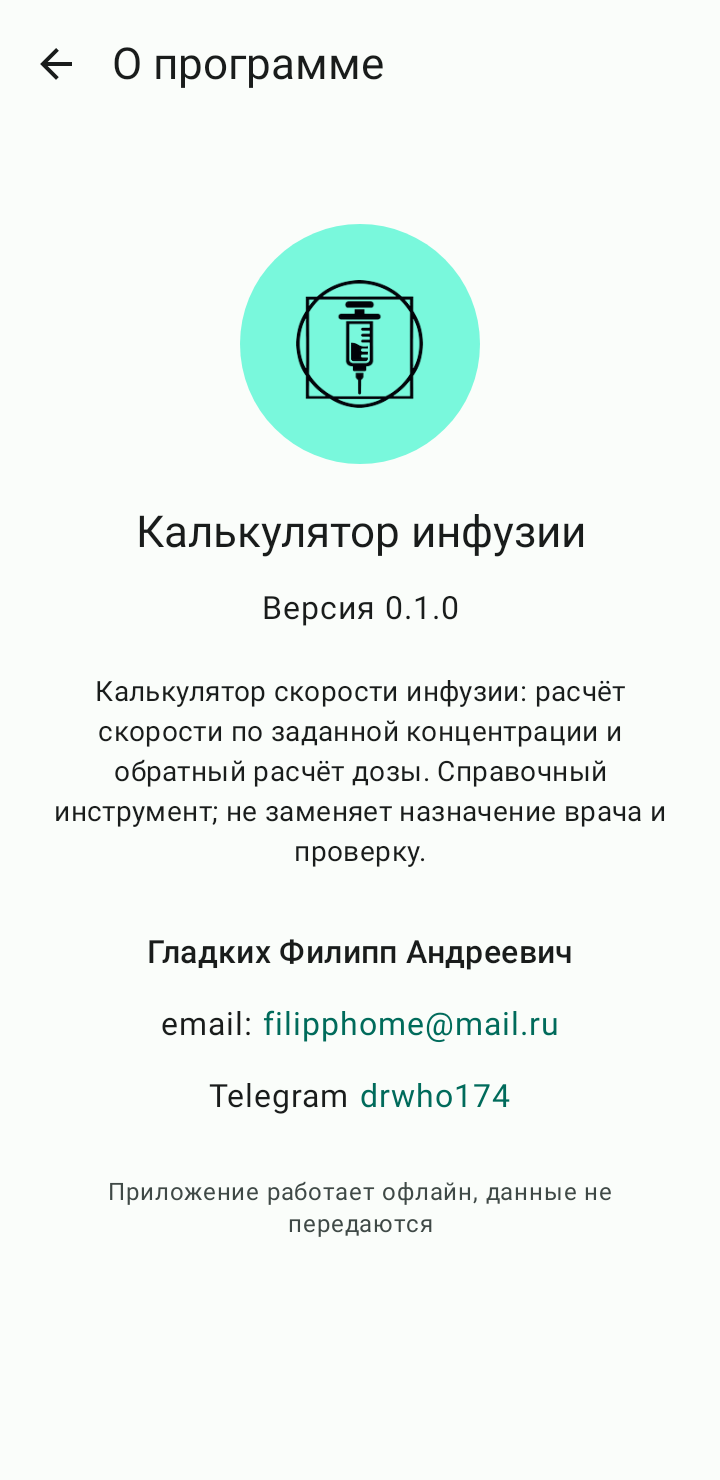 О программе
Калькулятор инфузии
Версия 0.1.0
Калькулятор скорости инфузии: расчёт
скорости по заданной концентрации и
обратный расчёт дозы. Справочный
инструмент; не заменяет назначение врача и
проверку.
Гладких Филипп Андреевич
email: filipphome@mail.ru
Telegram drwho174
Приложение работает офлайн, данные не
передаются